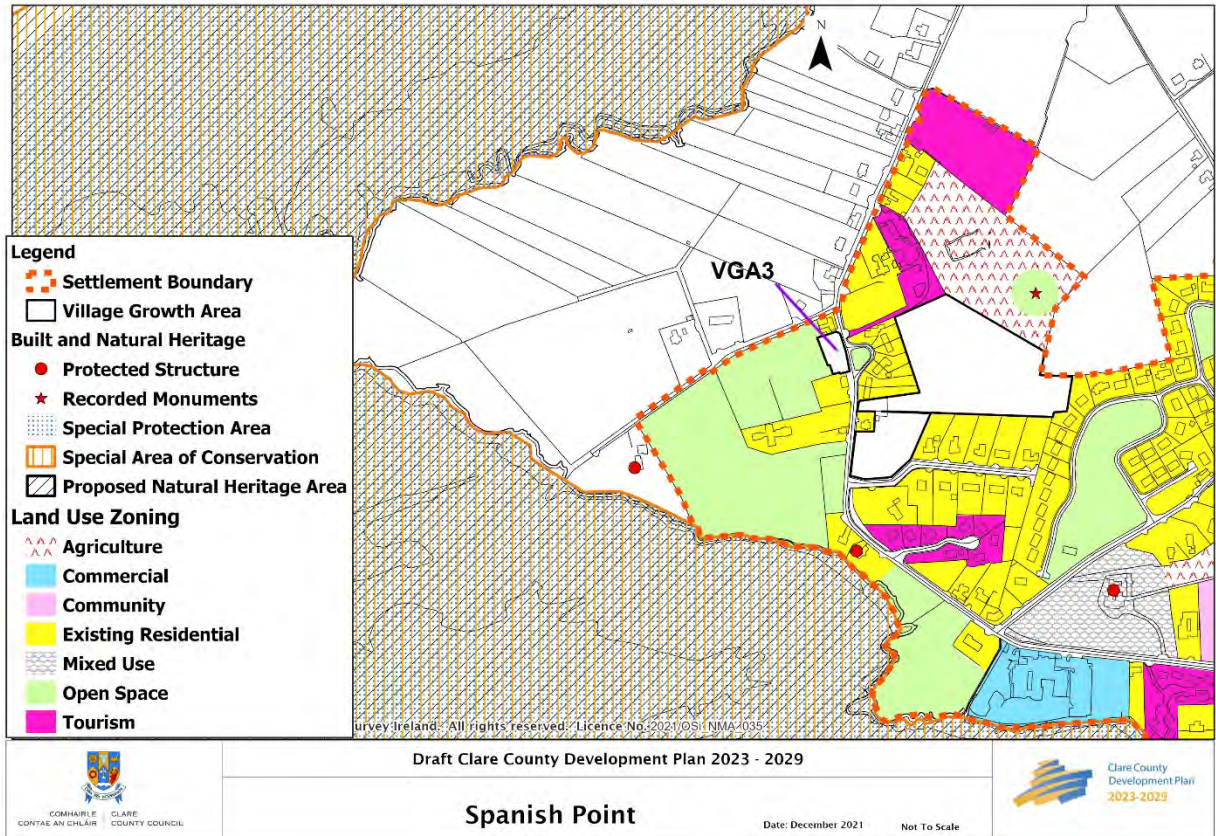 N
VGA3
Legend
Settlement Boundary
Village Growth Area
Built and Natural Heritage
Protected Structure
Recorded Monuments
Special Protection Area
Special Area of Conservation
Proposed Natural Heritage Area
Land Use Zoning
Agriculture
Commercial
Community
Existing Residential
Mixed Use
Open Space
Tourism
urvey Ireland. All rights reserved. Licence No. 2021/OSi_NMA_035
Draft Clare County Development Plan 2023 - 2029
Spanish Point
Date: December 2021
Not To Scale
COMHAIRLE
CONTAE AN CHLÁIR
CLARE
COUNTY COUNCIL
Clare County
Development Plan
2023-2029